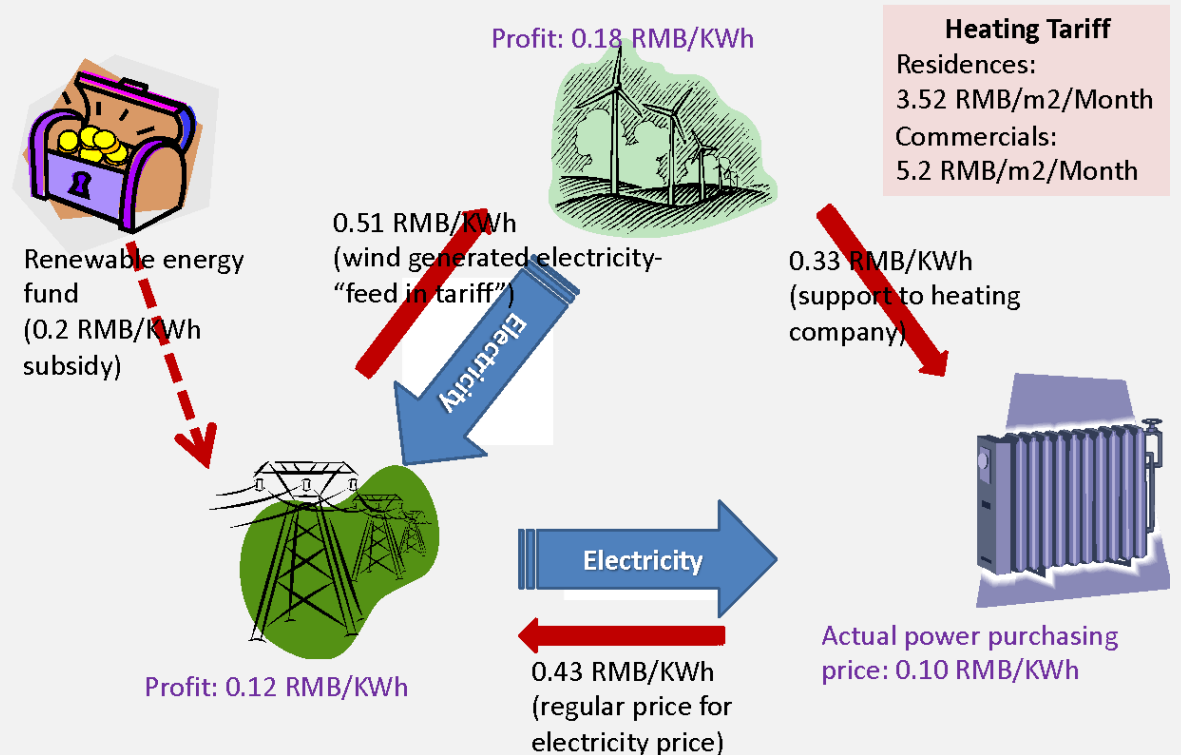 Profit: 0.18 RMB/KWh
Heating Tariff
Residences:
3.52 RMB/m2/Month
Commercials:
5.2 RMB/m2/Month
0.51 RMB/KWh
(wind generated electricity-
“feed in tariff”)
Renewable energy
fund
(0.2 RMB/KWh
subsidy)
0.33 RMB/KWh
(support to heating
company)
Electricity
Electricity
Profit: 0.12 RMB/KWh
0.43 RMB/KWh
(regular price for
electricity price)
Actual power purchasing
price: 0.10 RMB/KWh